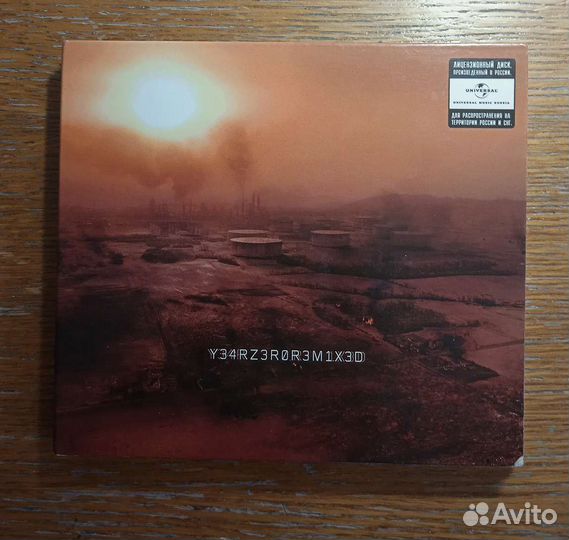 ЛИЦЕНЗИОННЫЙ ДИСК.
ПРОИЗВЕДЕННЫЙ В РОССИИ.
UNIVERSAL
UNIVERSAL MUSIC RUSSIA
ДЛЯ РАСПРОСТРАНЕНИЯ НА
ТЕРРИТОРИИ РОССИИ И СНГ.
Y34RZ3R0R3M1X3D
Avito